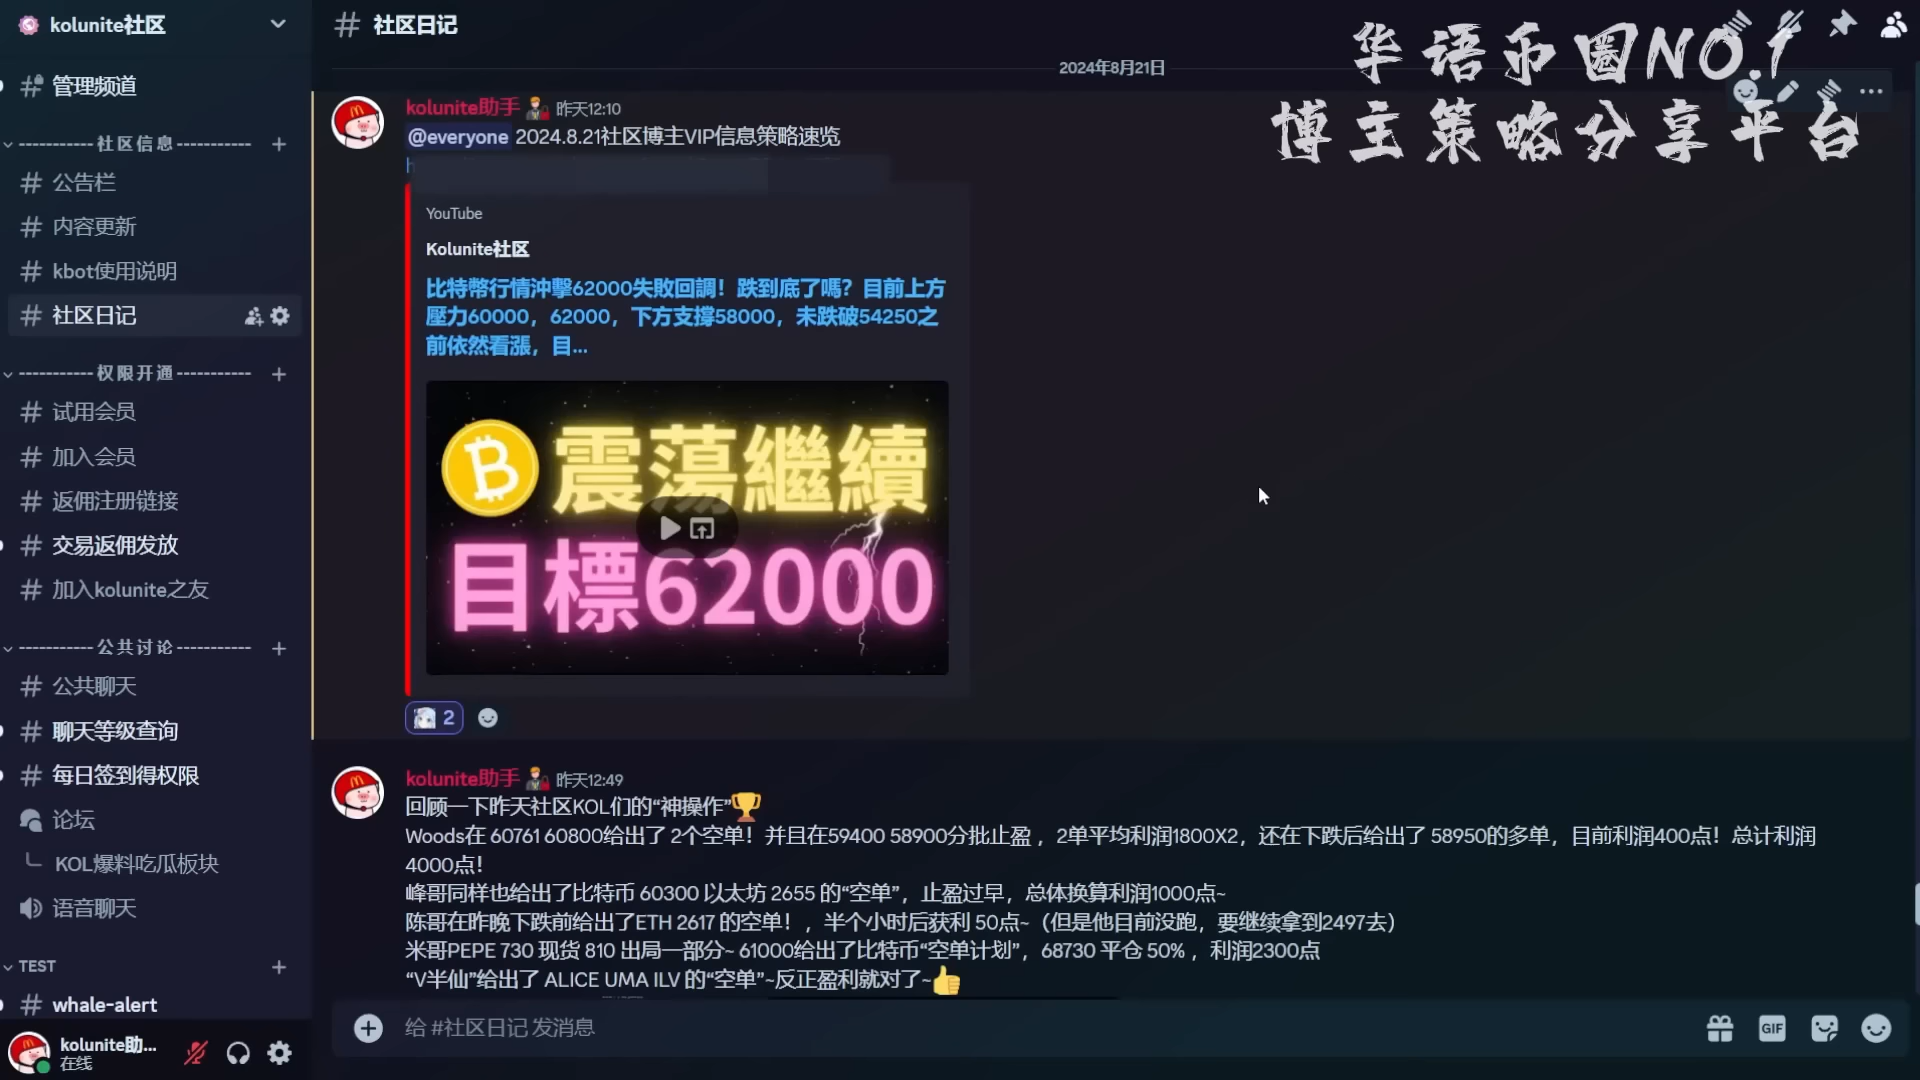 kolunite社区
管理频道
-----------社区信息-----------
公告栏
内容更新
kbot使用说明
社区日记
-----------权限开通-----------
试用会员
加入会员
返佣注册链接
交易返佣发放
加入kolunite之友
-----------公共讨论-----------
公共聊天
聊天等级查询
每日签到得权限
论坛
KOL爆料吃瓜板块
语音聊天
TEST
whale-alert
kolunite助...
在线
社区日记
华语币圈NO.1
博主策略分享平台
2024年8月21日
kolunite助手 昨天12:10
@everyone 2024.8.21社区博主VIP信息策略速览
h
YouTube
Kolunite社区
比特幣行情沖擊62000失敗回調！跌到底了嗎？目前上方
壓力60000，62000，下方支撐58000，未跌破54250之
前依然看漲，目...
震蕩繼續
目標62000
2
kolunite助手 昨天12:49
回顾一下昨天社区KOL们的“神操作”
Woods在 60761 60800给出了 2个空单！并且在59400 58900分批止盈 ，2单平均利润1800X2，还在下跌后给出了 58950的多单，目前利润400点！总计利润
4000点！
峰哥同样也给出了比特币 60300 以太坊 2655 的“空单”，止盈过早，总体换算利润1000点~
陈哥在昨晚下跌前给出了ETH 2617 的空单！，半个小时后获利 50点~（但是他目前没跑，要继续拿到2497去）
米哥PEPE 730 现货 810 出局一部分~ 61000给出了比特币“空单计划”，68730 平仓 50% ，利润2300点
“V半仙”给出了 ALICE UMA ILV 的“空单”~反正盈利就对了~
给 #社区日记 发消息
GIF